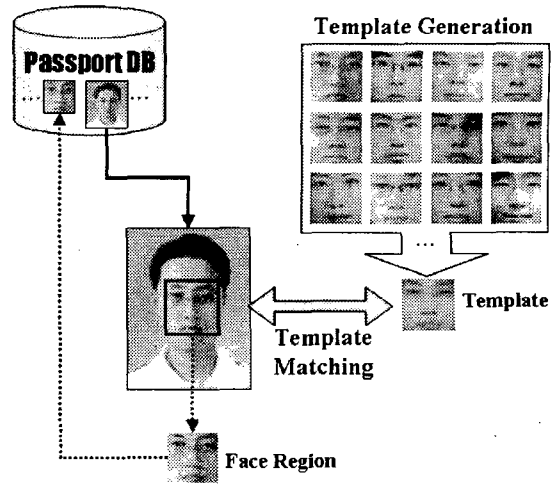 Template Generation
Passport DB
...
...
...
Template
Template
Matching
Face Region